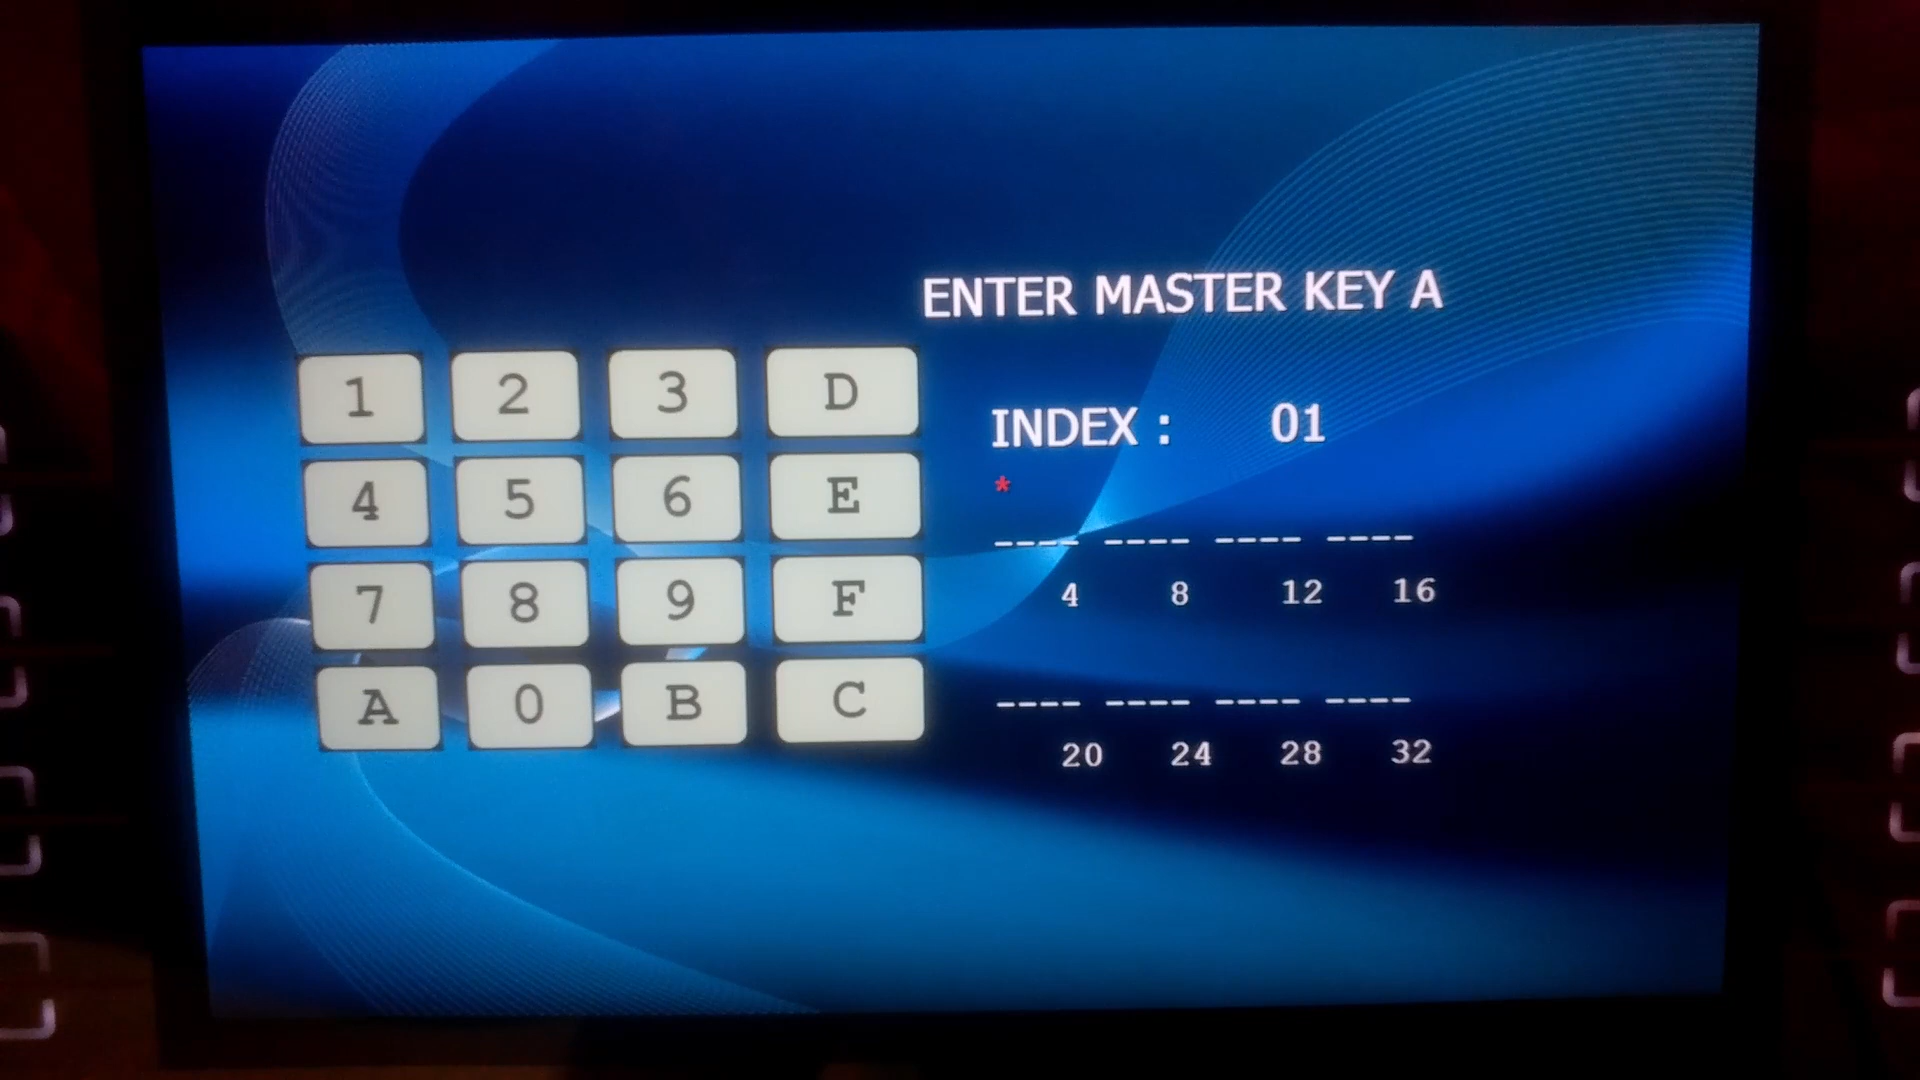 ENTER MASTER KEY A
1 2 3 D
INDEX : 01
4 5 6 E
*
---- ---- ---- ----
7 8 9 F
4 8 12 16
A 0 B C
---- ---- ---- ----
20 24 28 32